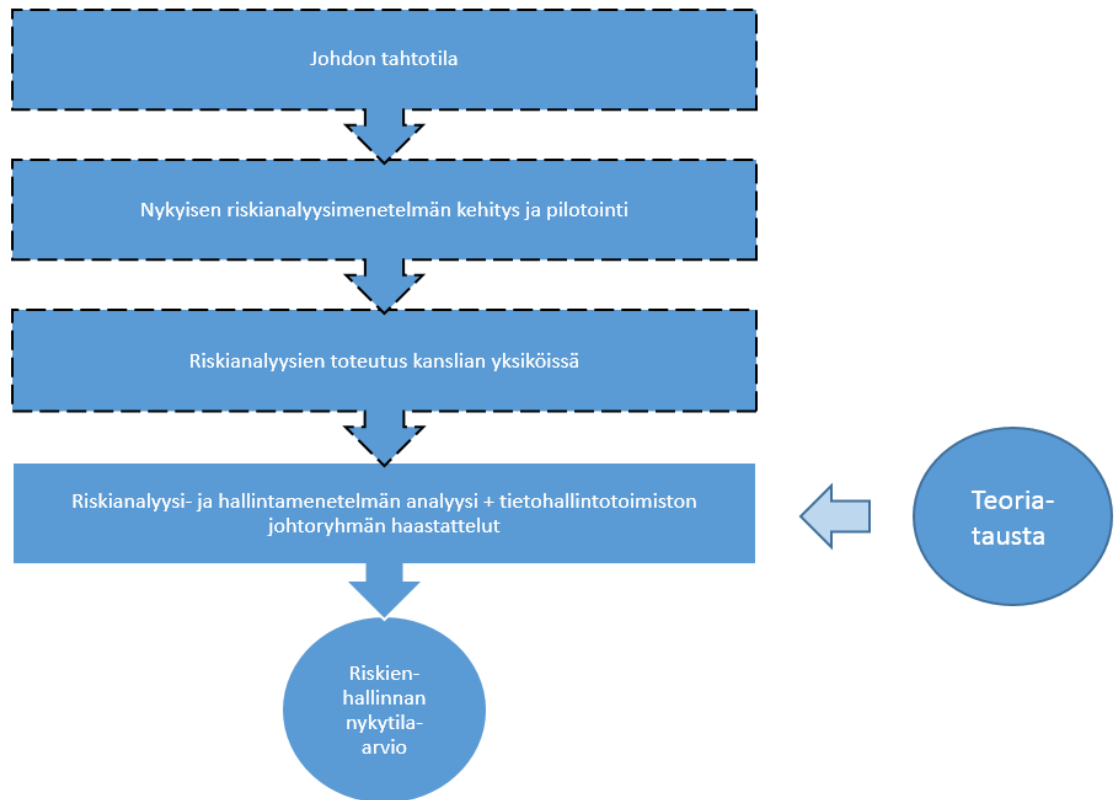 Johdon tahtotila
Nykyisen riskianalyysimenetelmän kehitys ja pilotointi
Riskianalyysien toteutus kanslian yksiköissä
Riskianalyysi- ja hallintamenetelmän analyysi + tietohallintotoimiston
johtoryhmän haastattelut
Teoria-
tausta
Riskien-
hallinnan
nykytila-
arvio